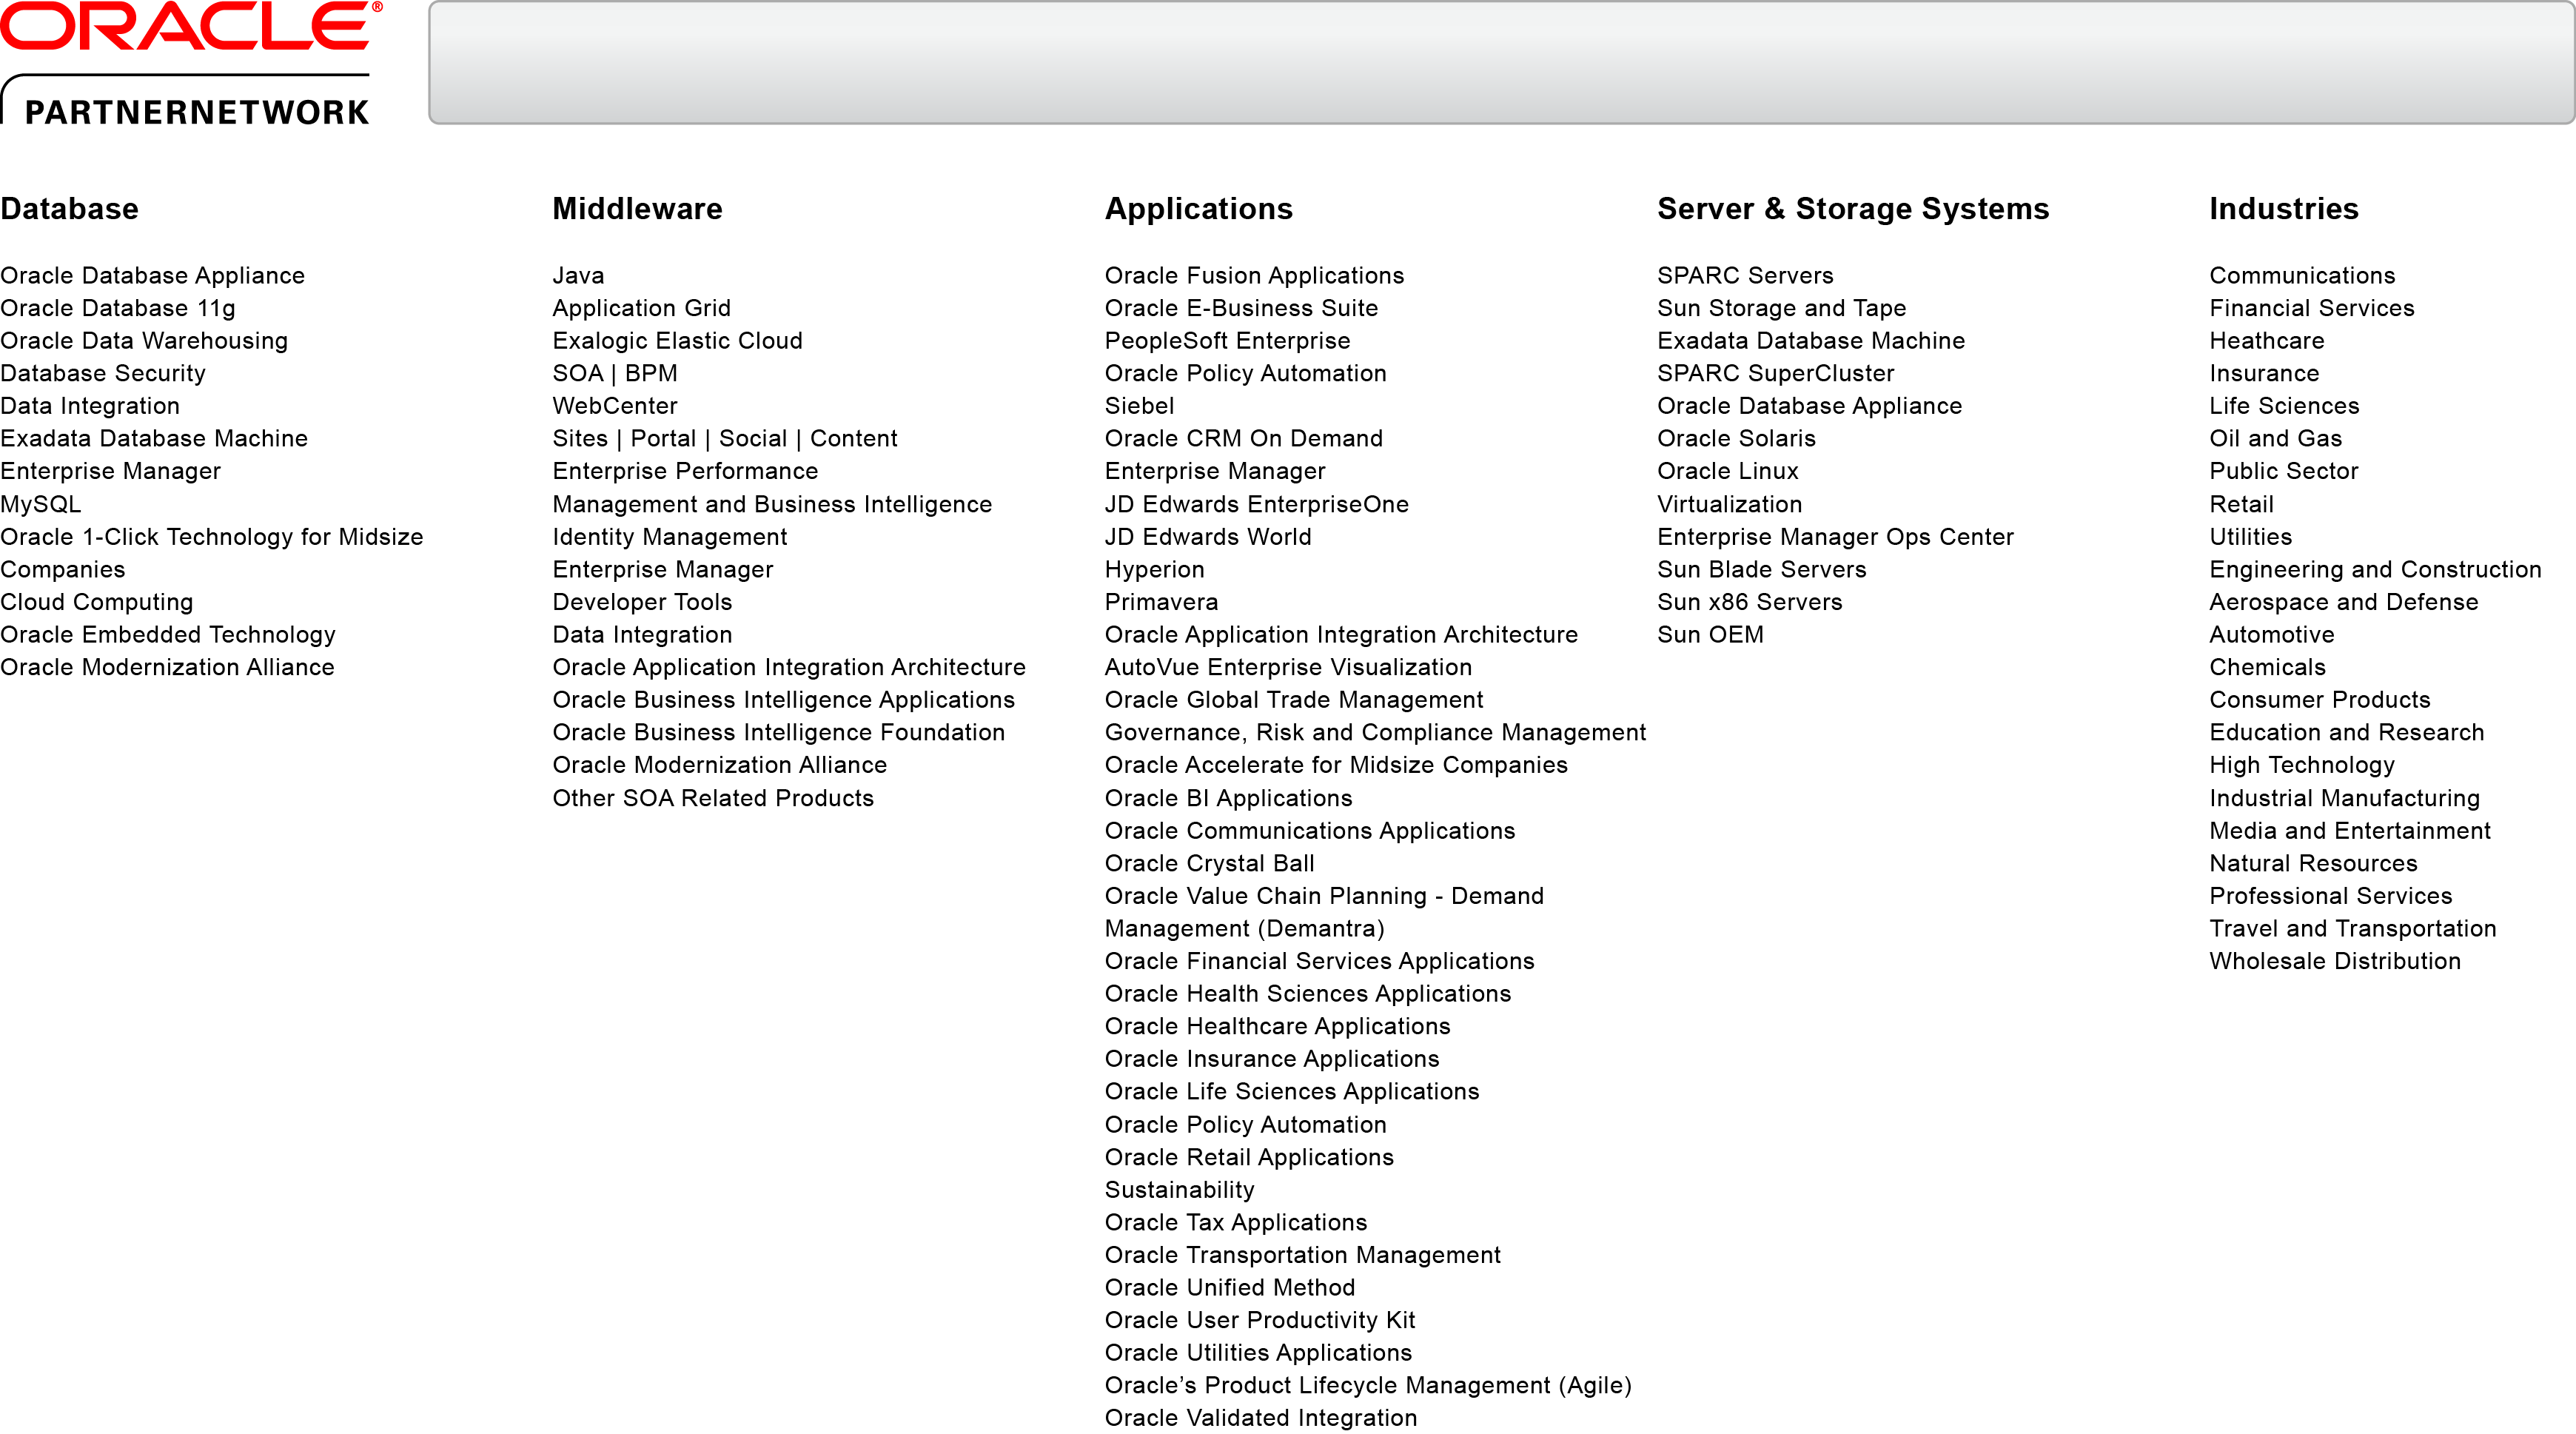 ORACLE®
PARTNERNETWORK
Database
Oracle Database Appliance
Oracle Database 11g
Oracle Data Warehousing
Database Security
Data Integration
Exadata Database Machine
Enterprise Manager
MySQL
Oracle 1-Click Technology for Midsize
Companies
Cloud Computing
Oracle Embedded Technology
Oracle Modernization Alliance
Middleware
Java
Application Grid
Exalogic Elastic Cloud
SOA | BPM
WebCenter
Sites | Portal | Social | Content
Enterprise Performance
Management and Business Intelligence
Identity Management
Enterprise Manager
Developer Tools
Data Integration
Oracle Application Integration Architecture
Oracle Business Intelligence Applications
Oracle Business Intelligence Foundation
Oracle Modernization Alliance
Other SOA Related Products
Applications
Oracle Fusion Applications
Oracle E-Business Suite
PeopleSoft Enterprise
Oracle Policy Automation
Siebel
Oracle CRM On Demand
Enterprise Manager
JD Edwards EnterpriseOne
JD Edwards World
Hyperion
Primavera
Oracle Application Integration Architecture
AutoVue Enterprise Visualization
Oracle Global Trade Management
Governance, Risk and Compliance Management
Oracle Accelerate for Midsize Companies
Oracle BI Applications
Oracle Communications Applications
Oracle Crystal Ball
Oracle Value Chain Planning - Demand
Management (Demantra)
Oracle Financial Services Applications
Oracle Health Sciences Applications
Oracle Healthcare Applications
Oracle Insurance Applications
Oracle Life Sciences Applications
Oracle Policy Automation
Oracle Retail Applications
Sustainability
Oracle Tax Applications
Oracle Transportation Management
Oracle Unified Method
Oracle User Productivity Kit
Oracle Utilities Applications
Oracle’s Product Lifecycle Management (Agile)
Oracle Validated Integration
Server & Storage Systems
SPARC Servers
Sun Storage and Tape
Exadata Database Machine
SPARC SuperCluster
Oracle Database Appliance
Oracle Solaris
Oracle Linux
Virtualization
Enterprise Manager Ops Center
Sun Blade Servers
Sun x86 Servers
Sun OEM
Industries
Communications
Financial Services
Heathcare
Insurance
Life Sciences
Oil and Gas
Public Sector
Retail
Utilities
Engineering and Construction
Aerospace and Defense
Automotive
Chemicals
Consumer Products
Education and Research
High Technology
Industrial Manufacturing
Media and Entertainment
Natural Resources
Professional Services
Travel and Transportation
Wholesale Distribution